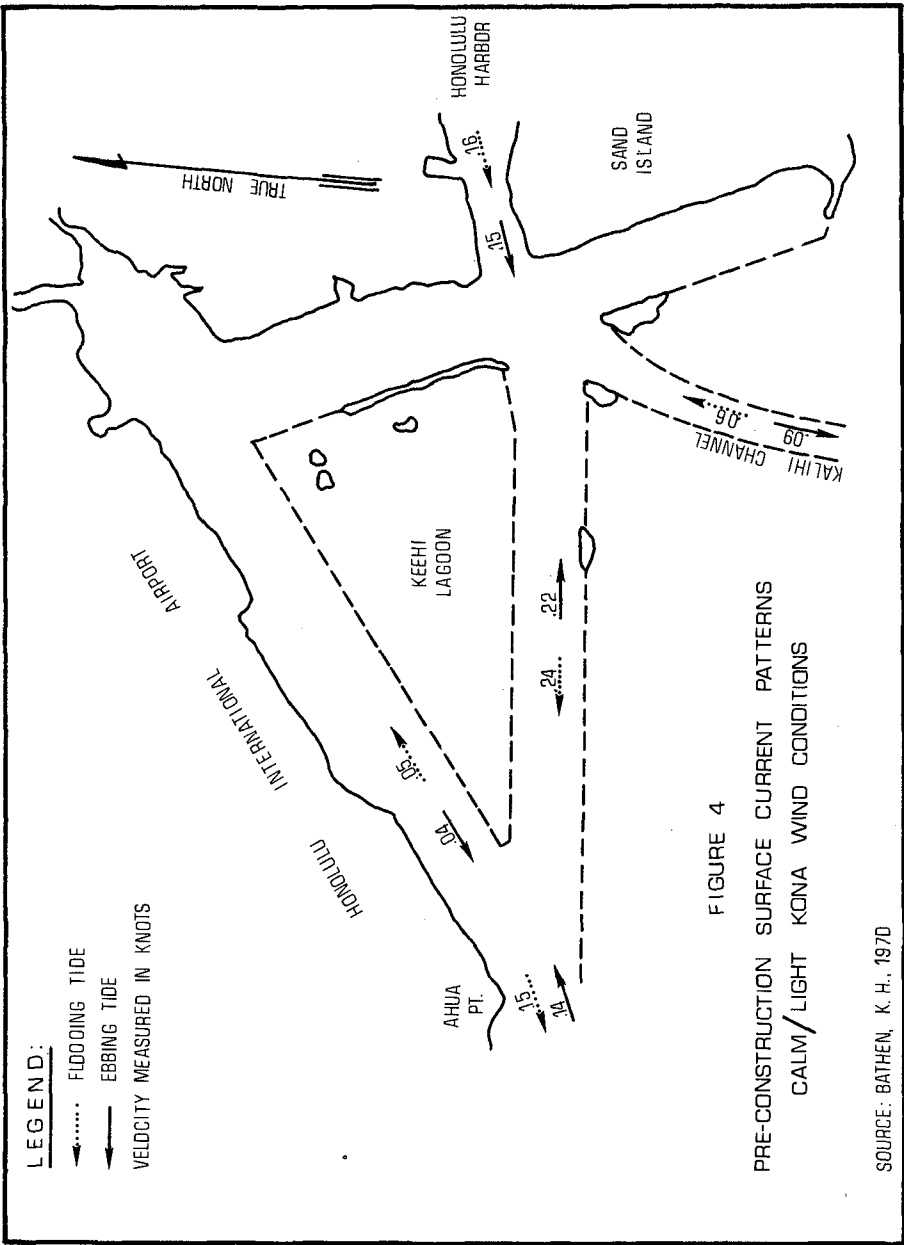 LEGEND:
FLOODING TIDE
EBBING TIDE
VELOCITY MEASURED IN KNOTS
TRUE NORTH
HONOLULU
HARBOR
.16
.15
SAND
ISLAND
HONOLULU INTERNATIONAL AIRPORT
KEEHI
LAGOON
.05
.04
AHUA
PT.
.15
.14
.24
.22
.06
.09
KALIHI CHANNEL
FIGURE 4
PRE-CONSTRUCTION SURFACE CURRENT PATTERNS
CALM/LIGHT KONA WIND CONDITIONS
SOURCE: BATHEN, K. H., 1970